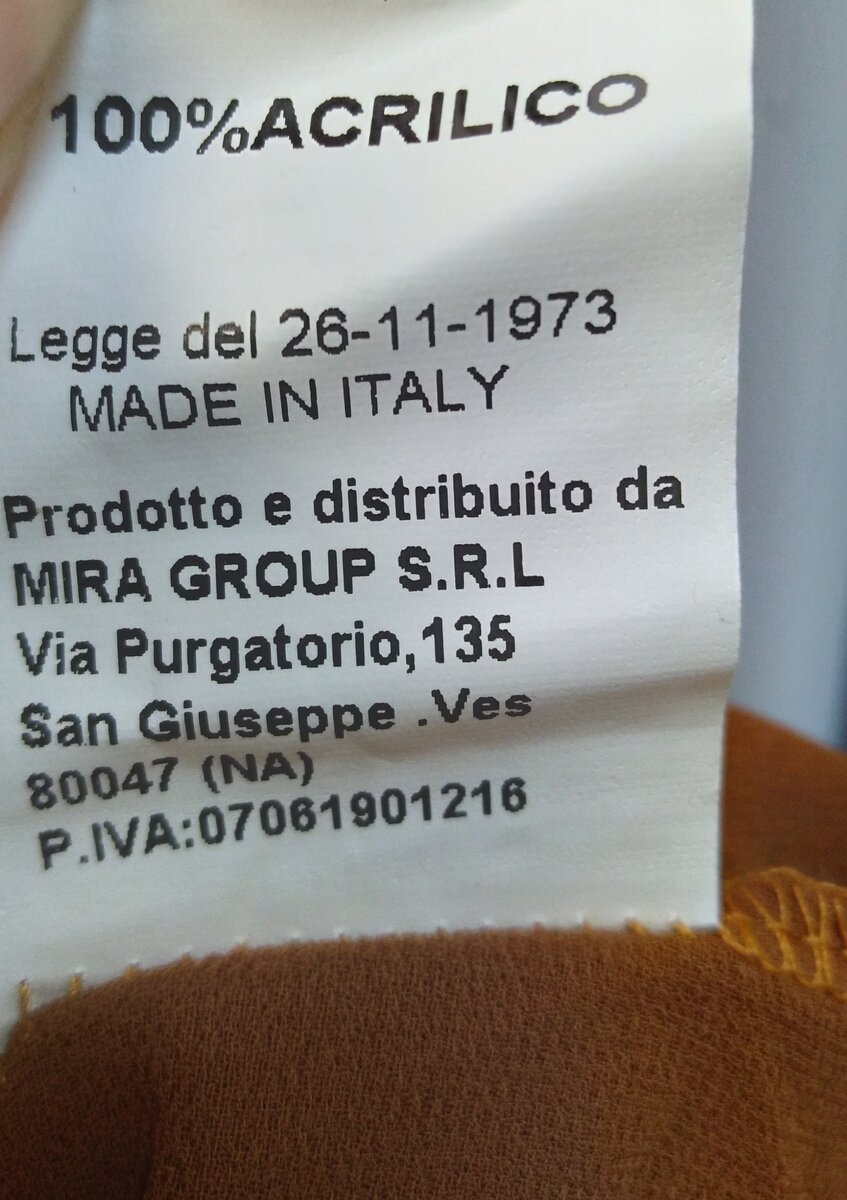 100%ACRILICO
Legge del 26-11-1973
MADE IN ITALY
Prodotto e distribuito da
MIRA GROUP S.R.L
Via Purgatorio,135
San Giuseppe .Ves
80047 (NA)
P.IVA:07061901216